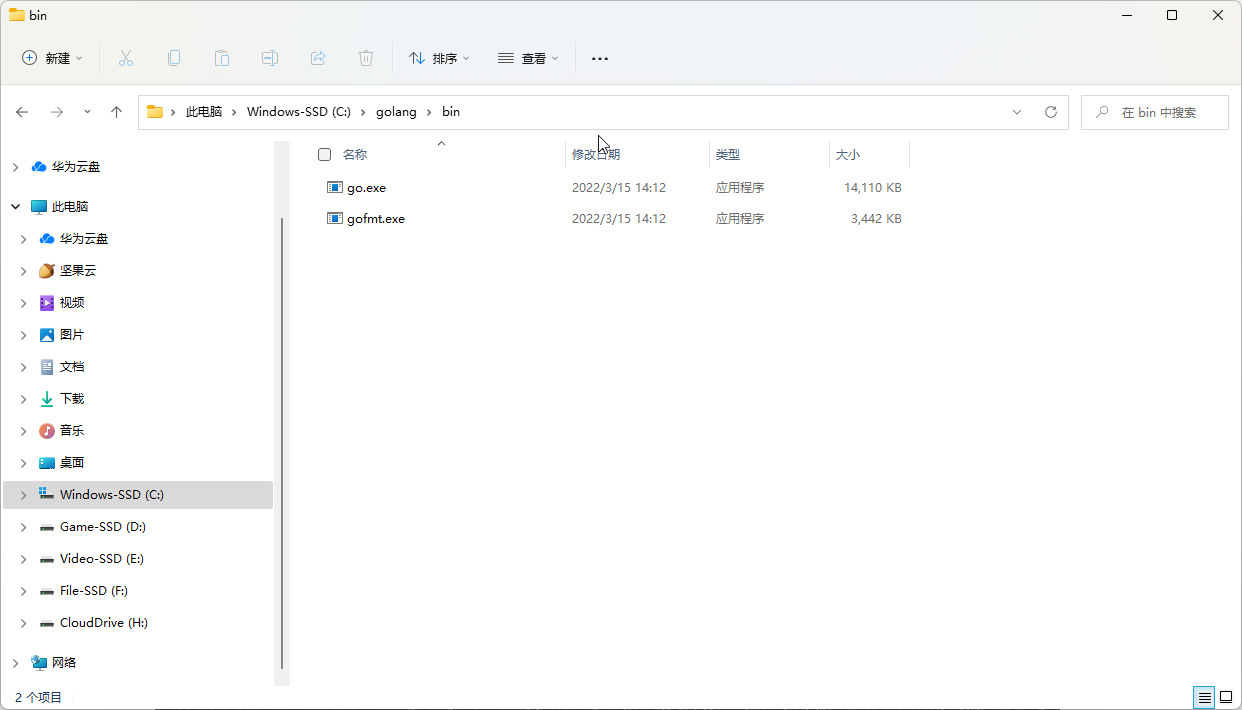 bin
新建
排序
查看
此电脑 Windows-SSD (C:) golang bin
在 bin 中搜索
华为云盘
此电脑
华为云盘
坚果云
视频
图片
文档
下载
音乐
桌面
Windows-SSD (C:)
Game-SSD (D:)
Video-SSD (E:)
File-SSD (F:)
CloudDrive (H:)
网络
名称 修改日期 类型 大小
go.exe 2022/3/15 14:12 应用程序 14,110 KB
gofmt.exe 2022/3/15 14:12 应用程序 3,442 KB
2 个项目